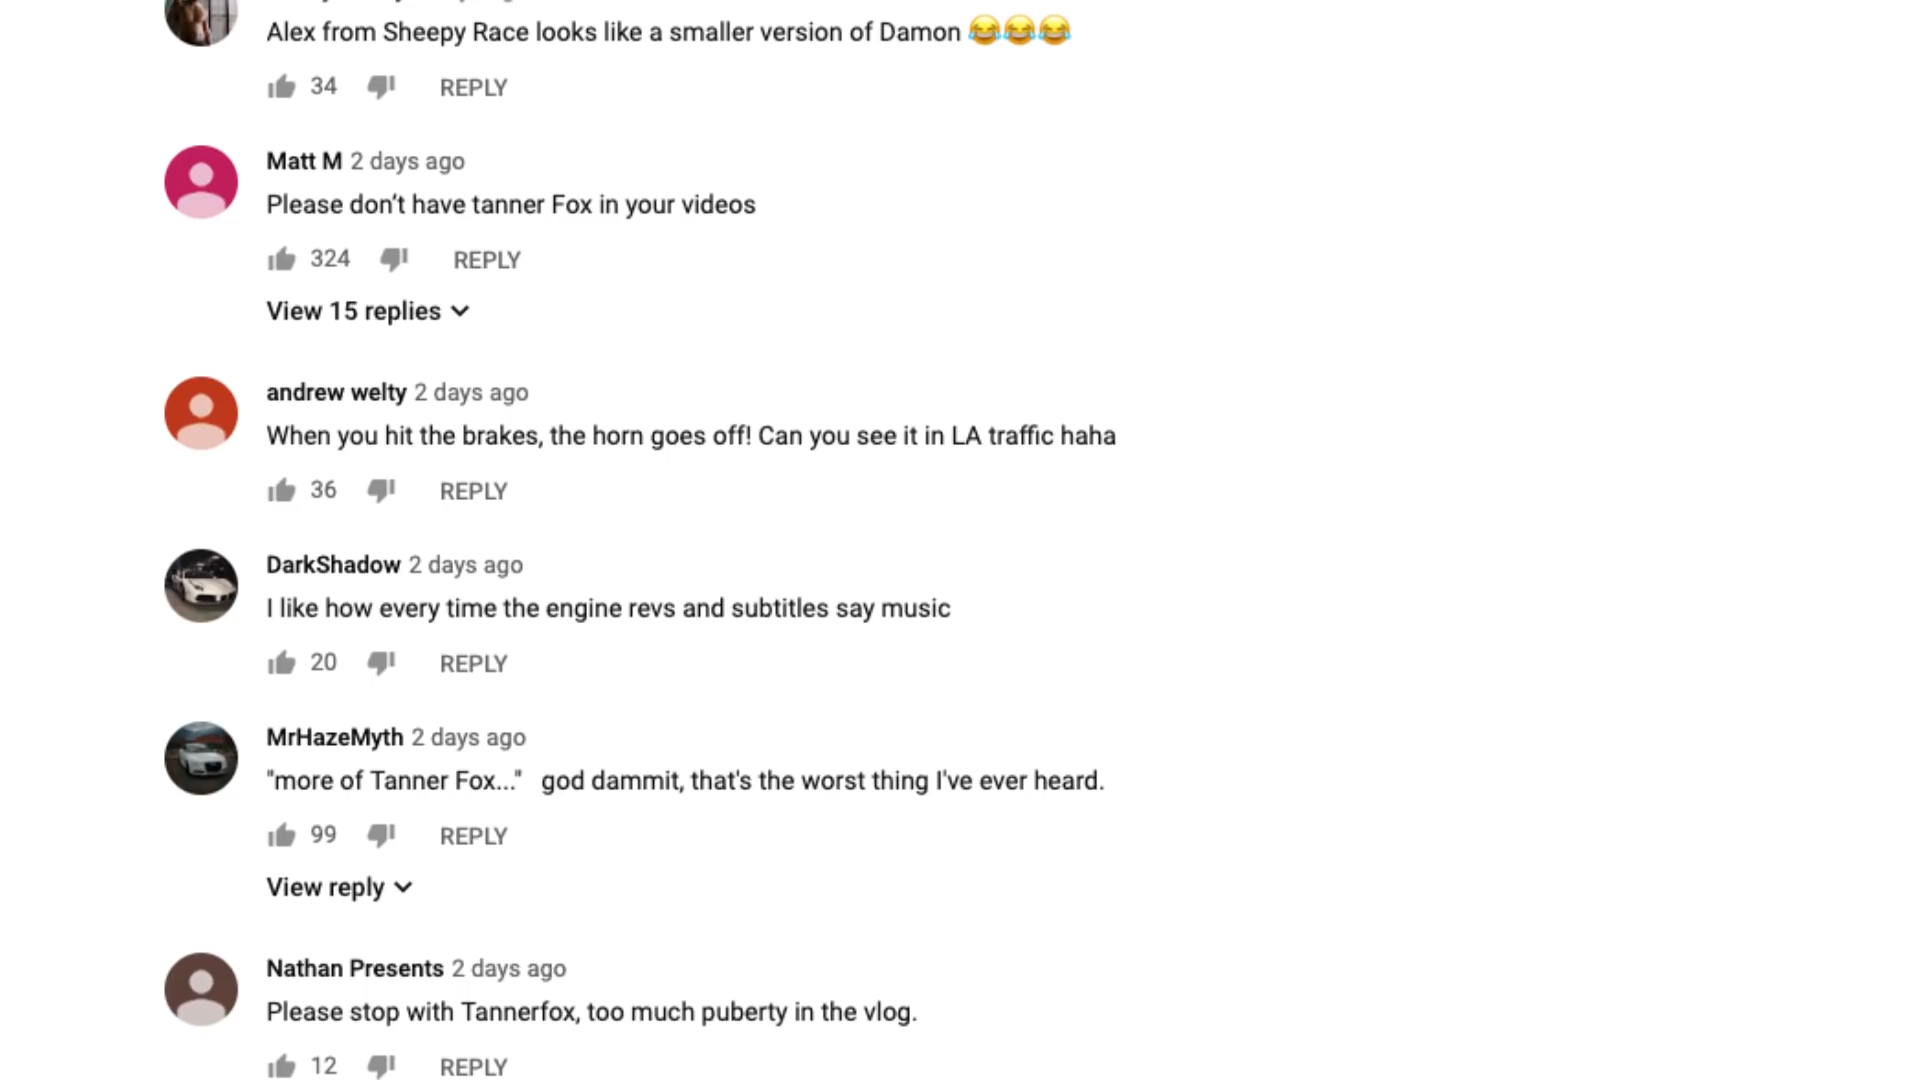 Alex from Sheepy Race looks like a smaller version of Damon 😂😂😂
34 REPLY
Matt M 2 days ago
Please don’t have tanner Fox in your videos
324 REPLY
View 15 replies
andrew welty 2 days ago
When you hit the brakes, the horn goes off! Can you see it in LA traffic haha
36 REPLY
DarkShadow 2 days ago
I like how every time the engine revs and subtitles say music
20 REPLY
MrHazeMyth 2 days ago
"more of Tanner Fox..."   god dammit, that's the worst thing I've ever heard.
99 REPLY
View reply
Nathan Presents 2 days ago
Please stop with Tannerfox, too much puberty in the vlog.
12 REPLY